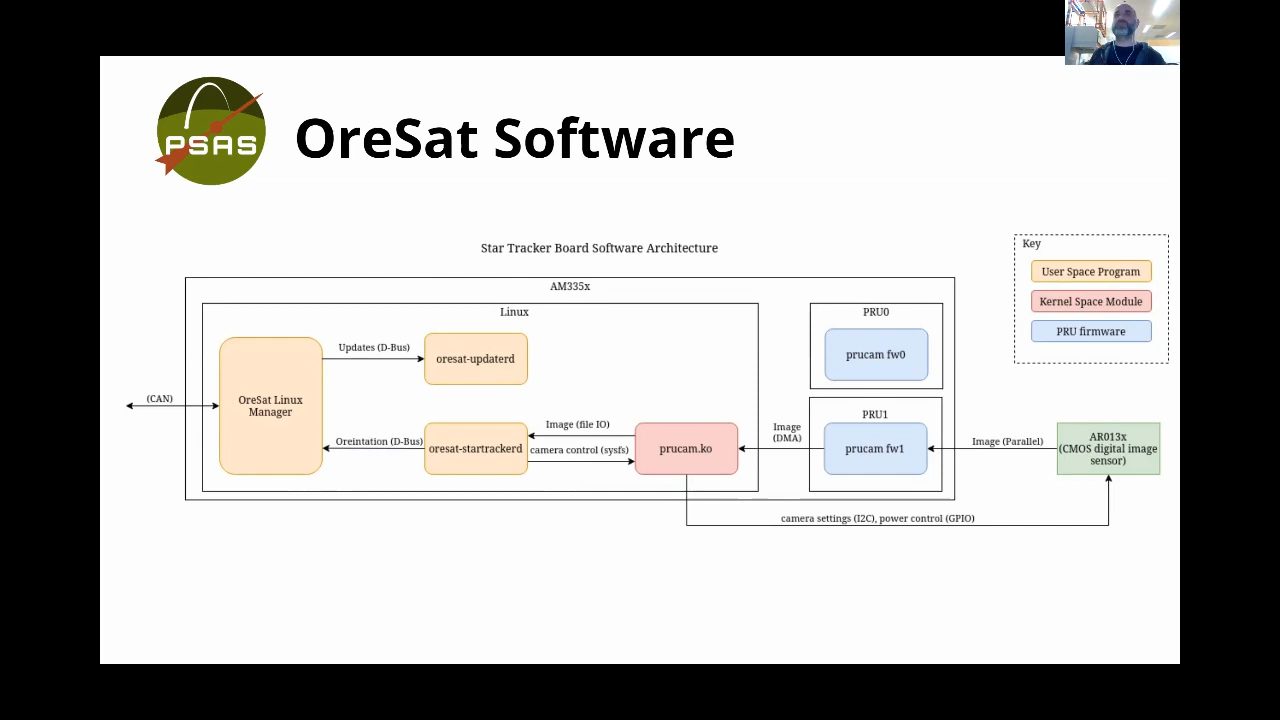 PSAS
OreSat Software
Star Tracker Board Software Architecture
Key
User Space Program
Kernel Space Module
PRU firmware
AM335x
Linux
PRU0
Updates (D-Bus)
oresat-updaterd
prucam fw0
(CAN)
OreSat Linux
Manager
Oreintation (D-Bus)
oresat-startrackerd
Image (file IO)
camera control (sysfs)
prucam.ko
Image
(DMA)
PRU1
prucam fw1
Image (Parallel)
AR013x
(CMOS digital image
sensor)
camera settings (I2C), power control (GPIO)